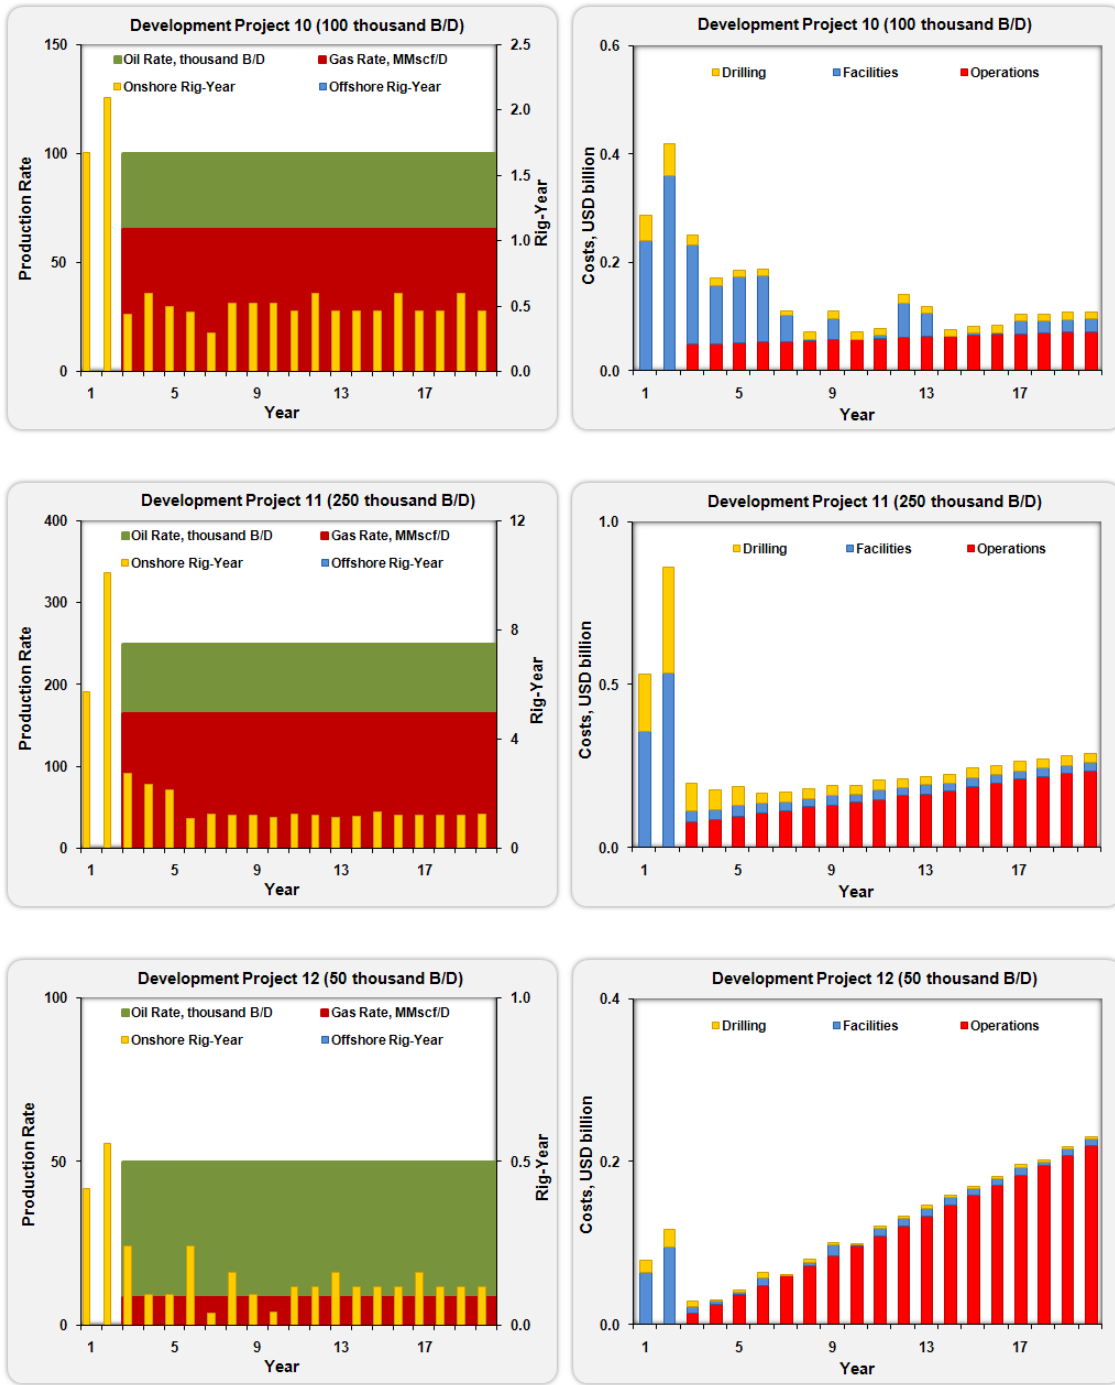 Development Project 10 (100 thousand B/D)
150
100
50
0
Production Rate
Oil Rate, thousand B/D
Gas Rate, MMscf/D
Onshore Rig-Year
Offshore Rig-Year
2.5
2.0
1.5
1.0
0.5
0.0
Rig-Year
1 5 9 13 17
Year
Development Project 10 (100 thousand B/D)
0.6
0.4
0.2
0.0
Costs, USD billion
Drilling Facilities Operations
1 5 9 13 17
Year
Development Project 11 (250 thousand B/D)
400
300
200
100
0
Production Rate
Oil Rate, thousand B/D
Gas Rate, MMscf/D
Onshore Rig-Year
Offshore Rig-Year
12
8
4
0
Rig-Year
1 5 9 13 17
Year
Development Project 11 (250 thousand B/D)
1.0
0.5
0.0
Costs, USD billion
Drilling Facilities Operations
1 5 9 13 17
Year
Development Project 12 (50 thousand B/D)
100
50
0
Production Rate
Oil Rate, thousand B/D
Gas Rate, MMscf/D
Onshore Rig-Year
Offshore Rig-Year
1.0
0.5
0.0
Rig-Year
1 5 9 13 17
Year
Development Project 12 (50 thousand B/D)
0.4
0.2
0.0
Costs, USD billion
Drilling Facilities Operations
1 5 9 13 17
Year